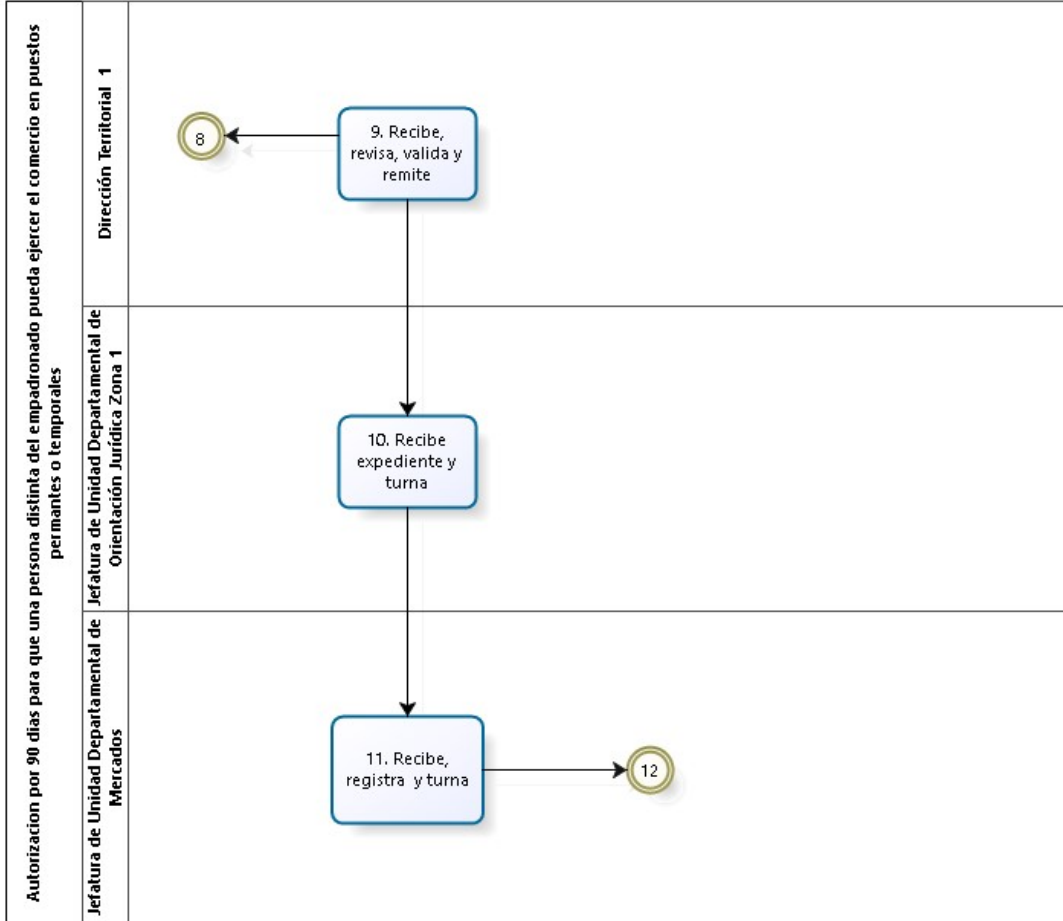 Autorizacion por 90 dias para que una persona distinta del empadronado pueda ejercer el comercio en puestos
permantes o temporales
Dirección Territorial 1
8
9. Recibe,
revisa, valida y
remite
Jefatura de Unidad Departamental de
Orientación Jurídica Zona 1
10. Recibe
expediente y
turna
Jefatura de Unidad Departamental de
Mercados
11. Recibe,
registra y turna
12